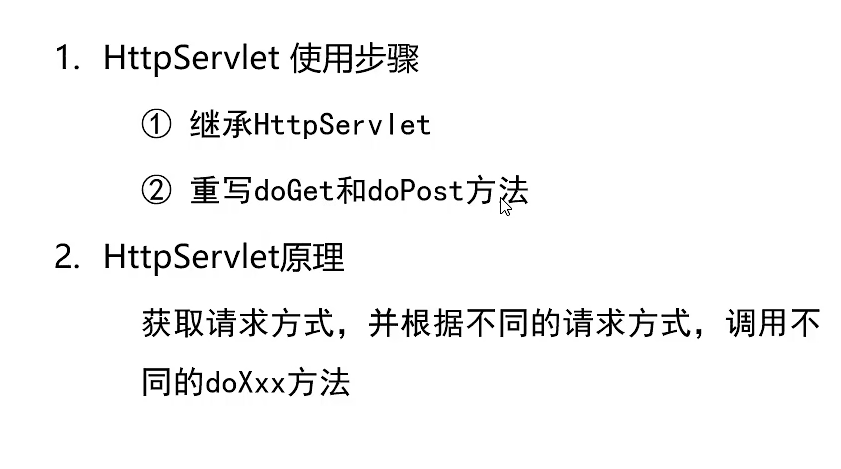 1. HttpServlet 使用步骤
① 继承HttpServlet
② 重写doGet和doPost方法
2. HttpServlet原理
获取请求方式，并根据不同的请求方式，调用不
同的doXxx方法